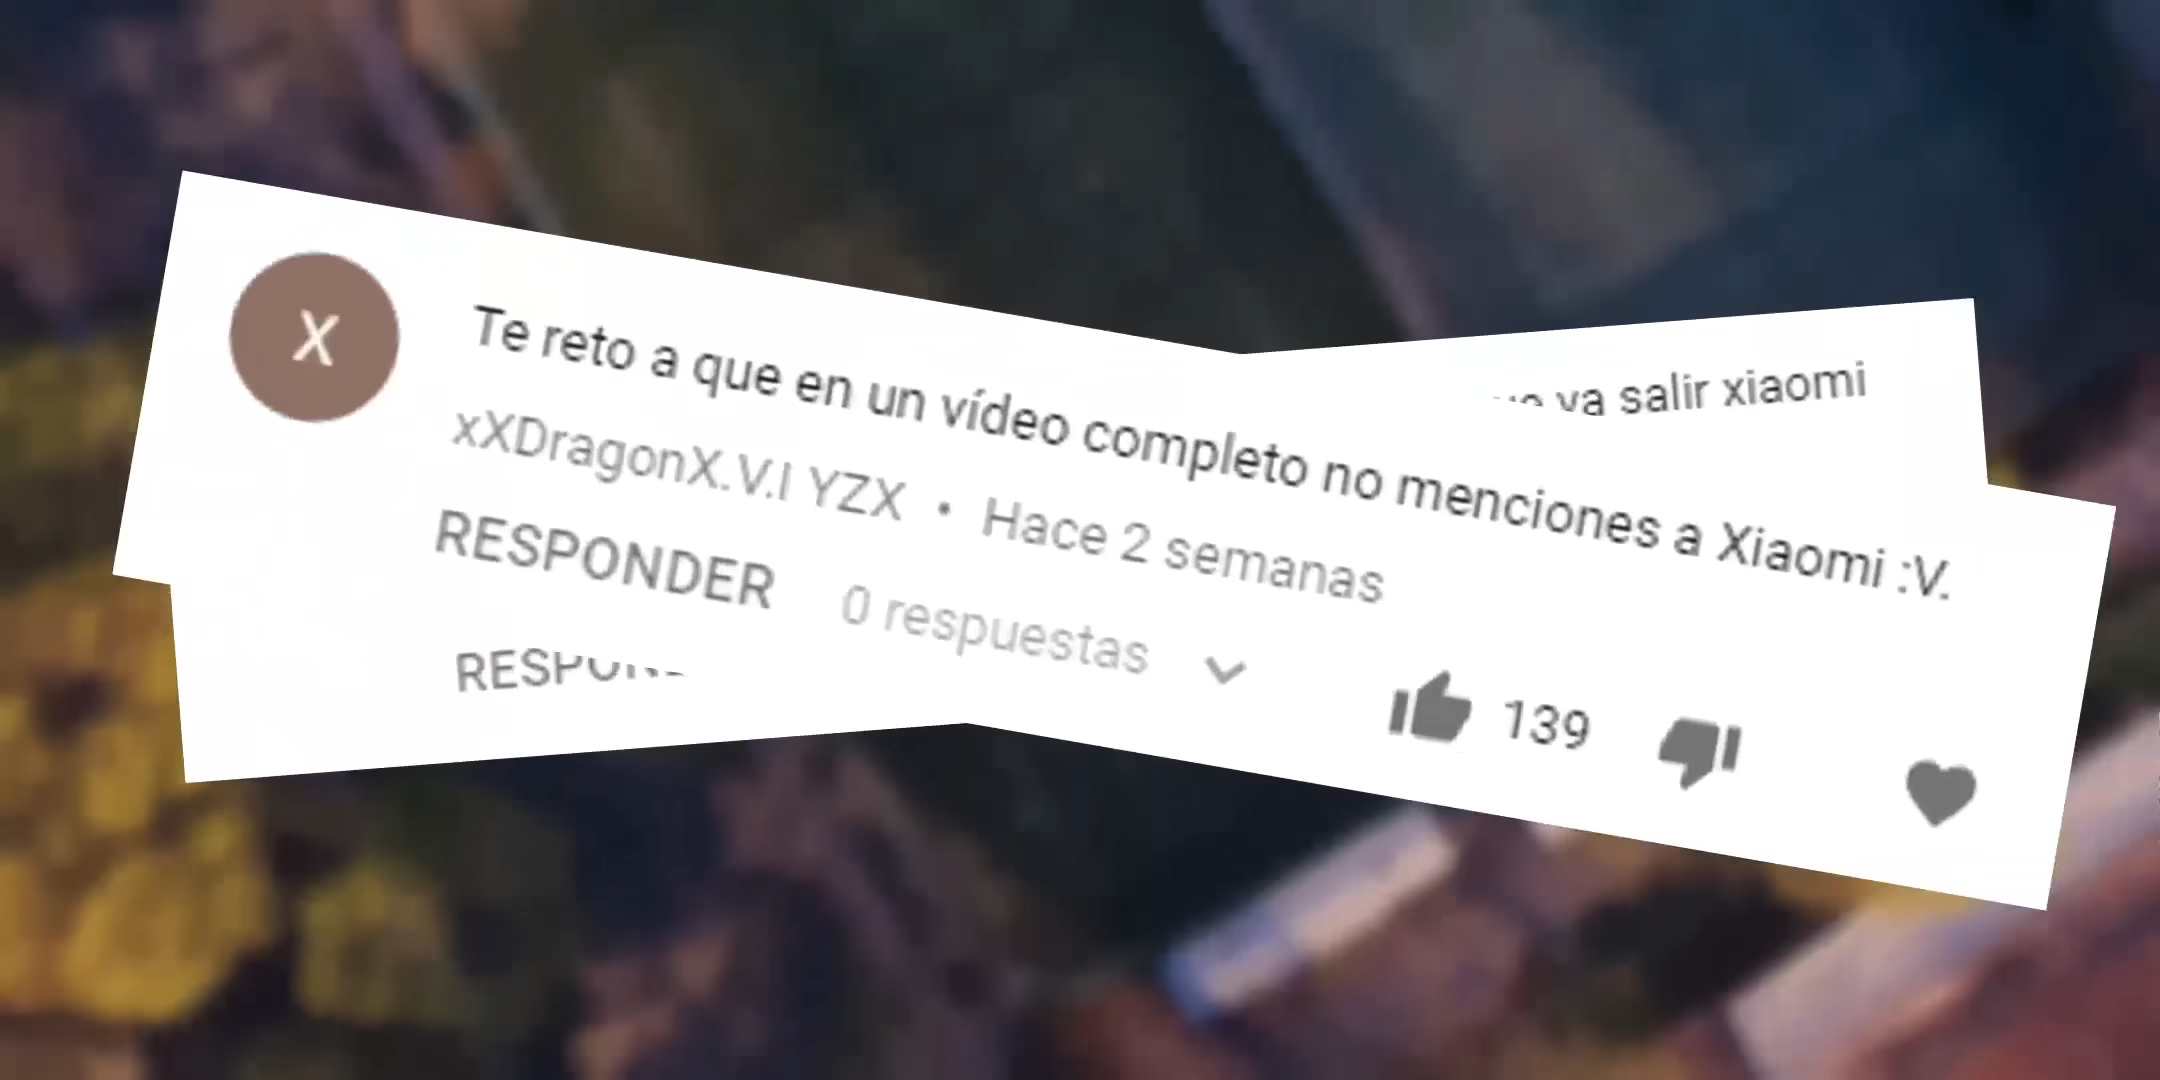 X
Te reto a que en un vídeo completo no menciones a Xiaomi :V.
xXDragonX.V.I YZX • Hace 2 semanas
RESPONDER 0 respuestas
139
va salir xiaomi